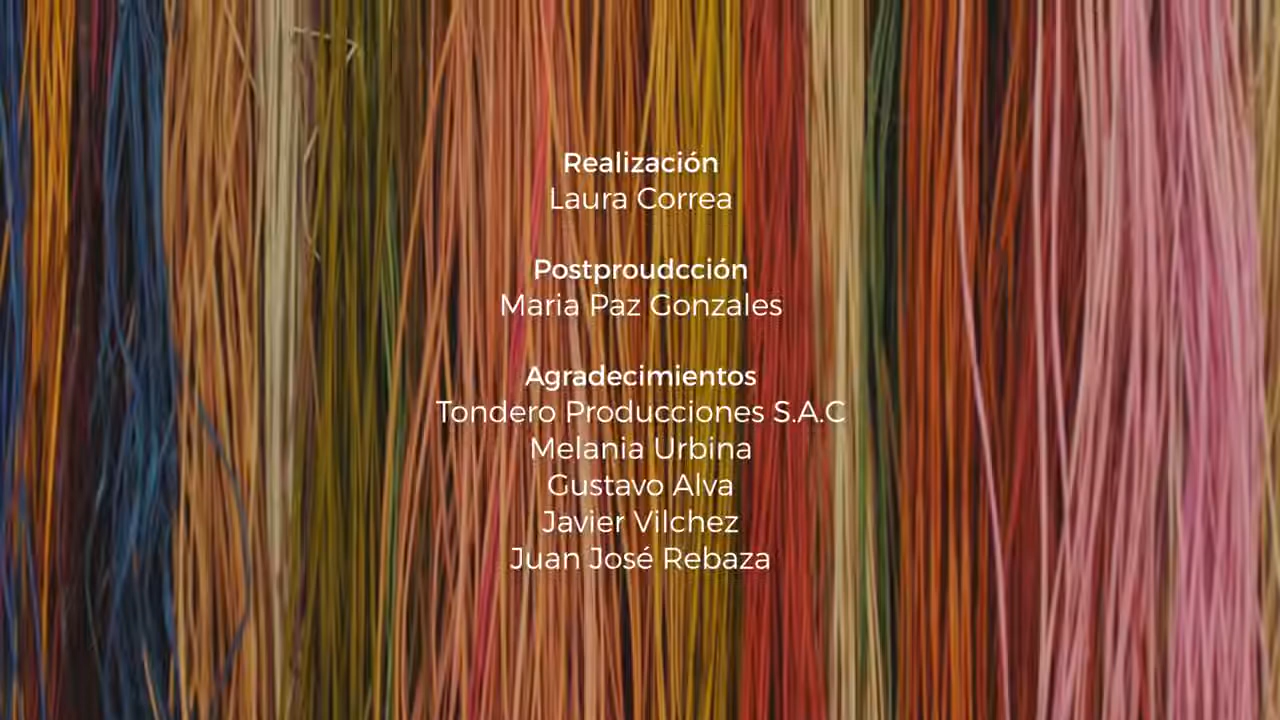 Realización
Laura Correa
Postproudcción
Maria Paz Gonzales
Agradecimientos
Tondero Producciones S.A.C
Melania Urbina
Gustavo Alva
Javier Vilchez
Juan José Rebaza